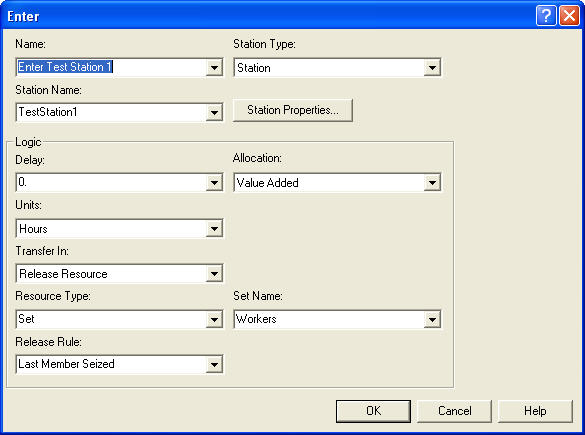 Enter
Name:
Station Type:
Enter Test Station 1
Station
Station Name:
TestStation1
Station Properties...
Logic
Delay:
Allocation:
0.
Value Added
Units:
Hours
Transfer In:
Release Resource
Resource Type:
Set Name:
Set
Workers
Release Rule:
Last Member Seized
OK
Cancel
Help